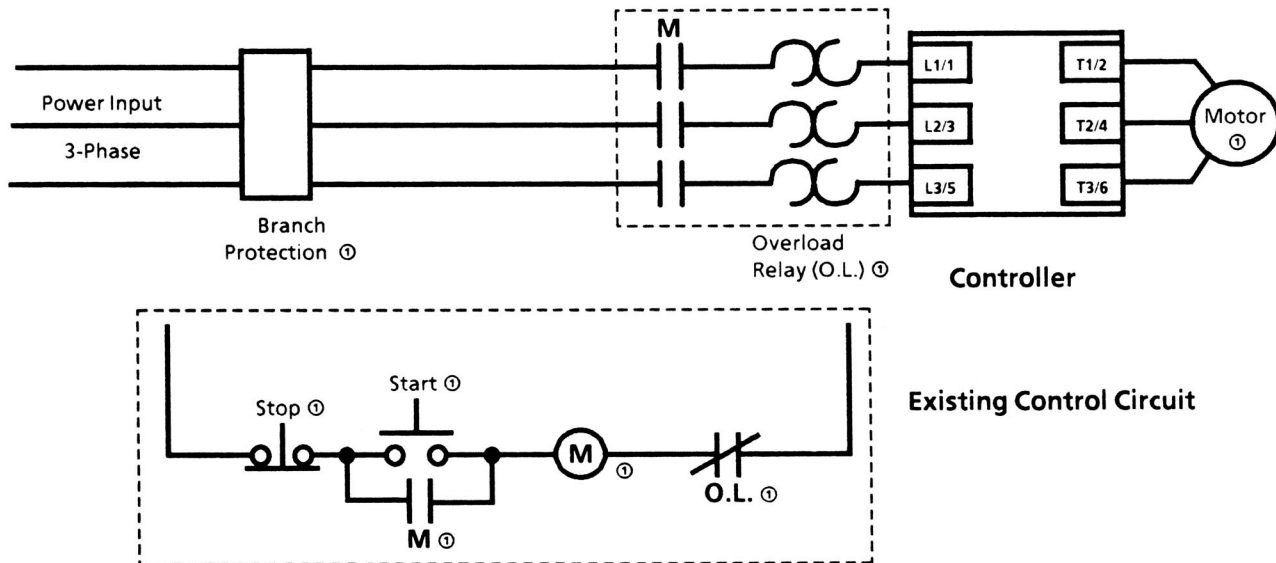 M
Power Input
3-Phase
Branch
Protection ①
Overload
Relay (O.L.) ①
L1/1
T1/2
L2/3
T2/4
L3/5
T3/6
Motor
①
Controller
Stop ①
Start ①
M ①
M
①
O.L. ①
Existing Control Circuit